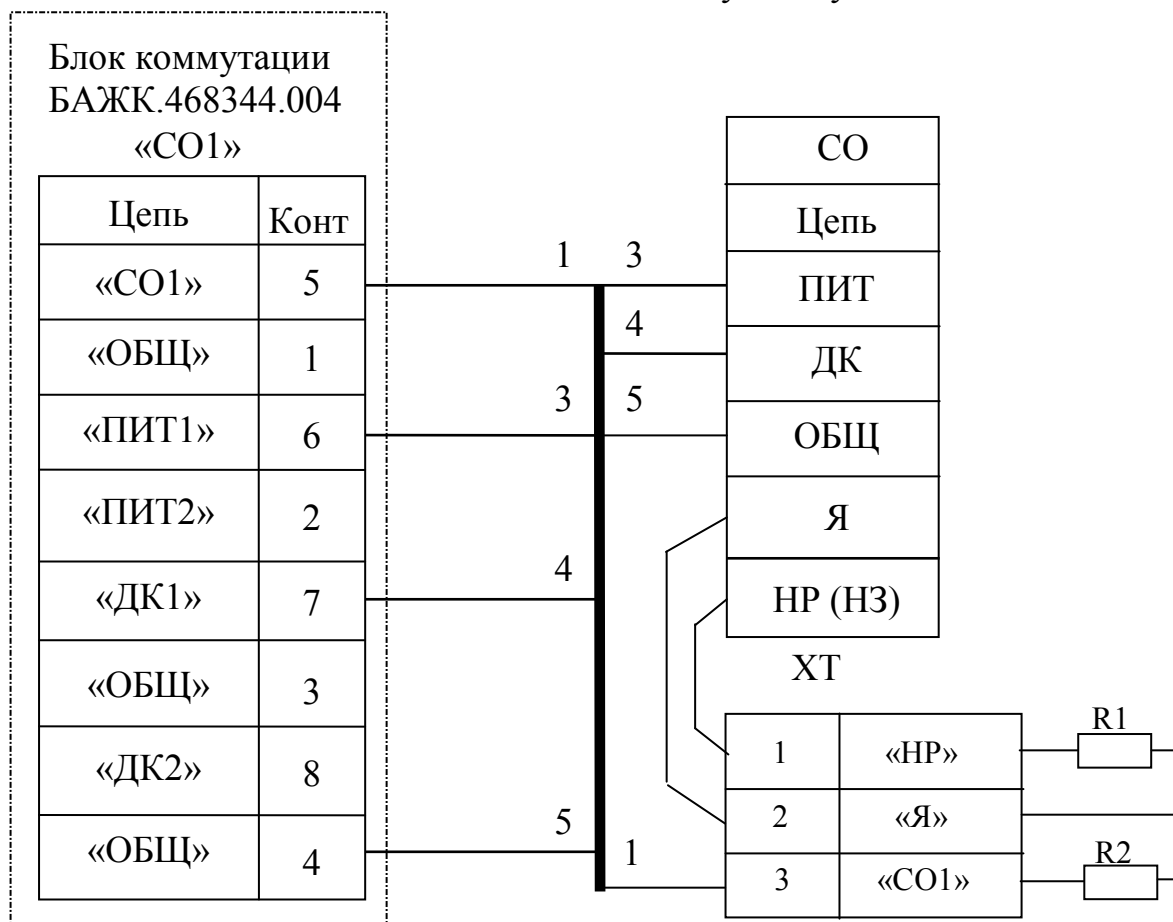 Блок коммутации
БАЖК.468344.004
«СО1»
Цепь Конт
«СО1» 5
«ОБЩ» 1
«ПИТ1» 6
«ПИТ2» 2
«ДК1» 7
«ОБЩ» 3
«ДК2» 8
«ОБЩ» 4
1 3
4
3 5
4
5
1
СО
Цепь
ПИТ
ДК
ОБЩ
Я
НР (НЗ)
ХТ
1 «НР»
2 «Я»
3 «СО1»
R1
R2